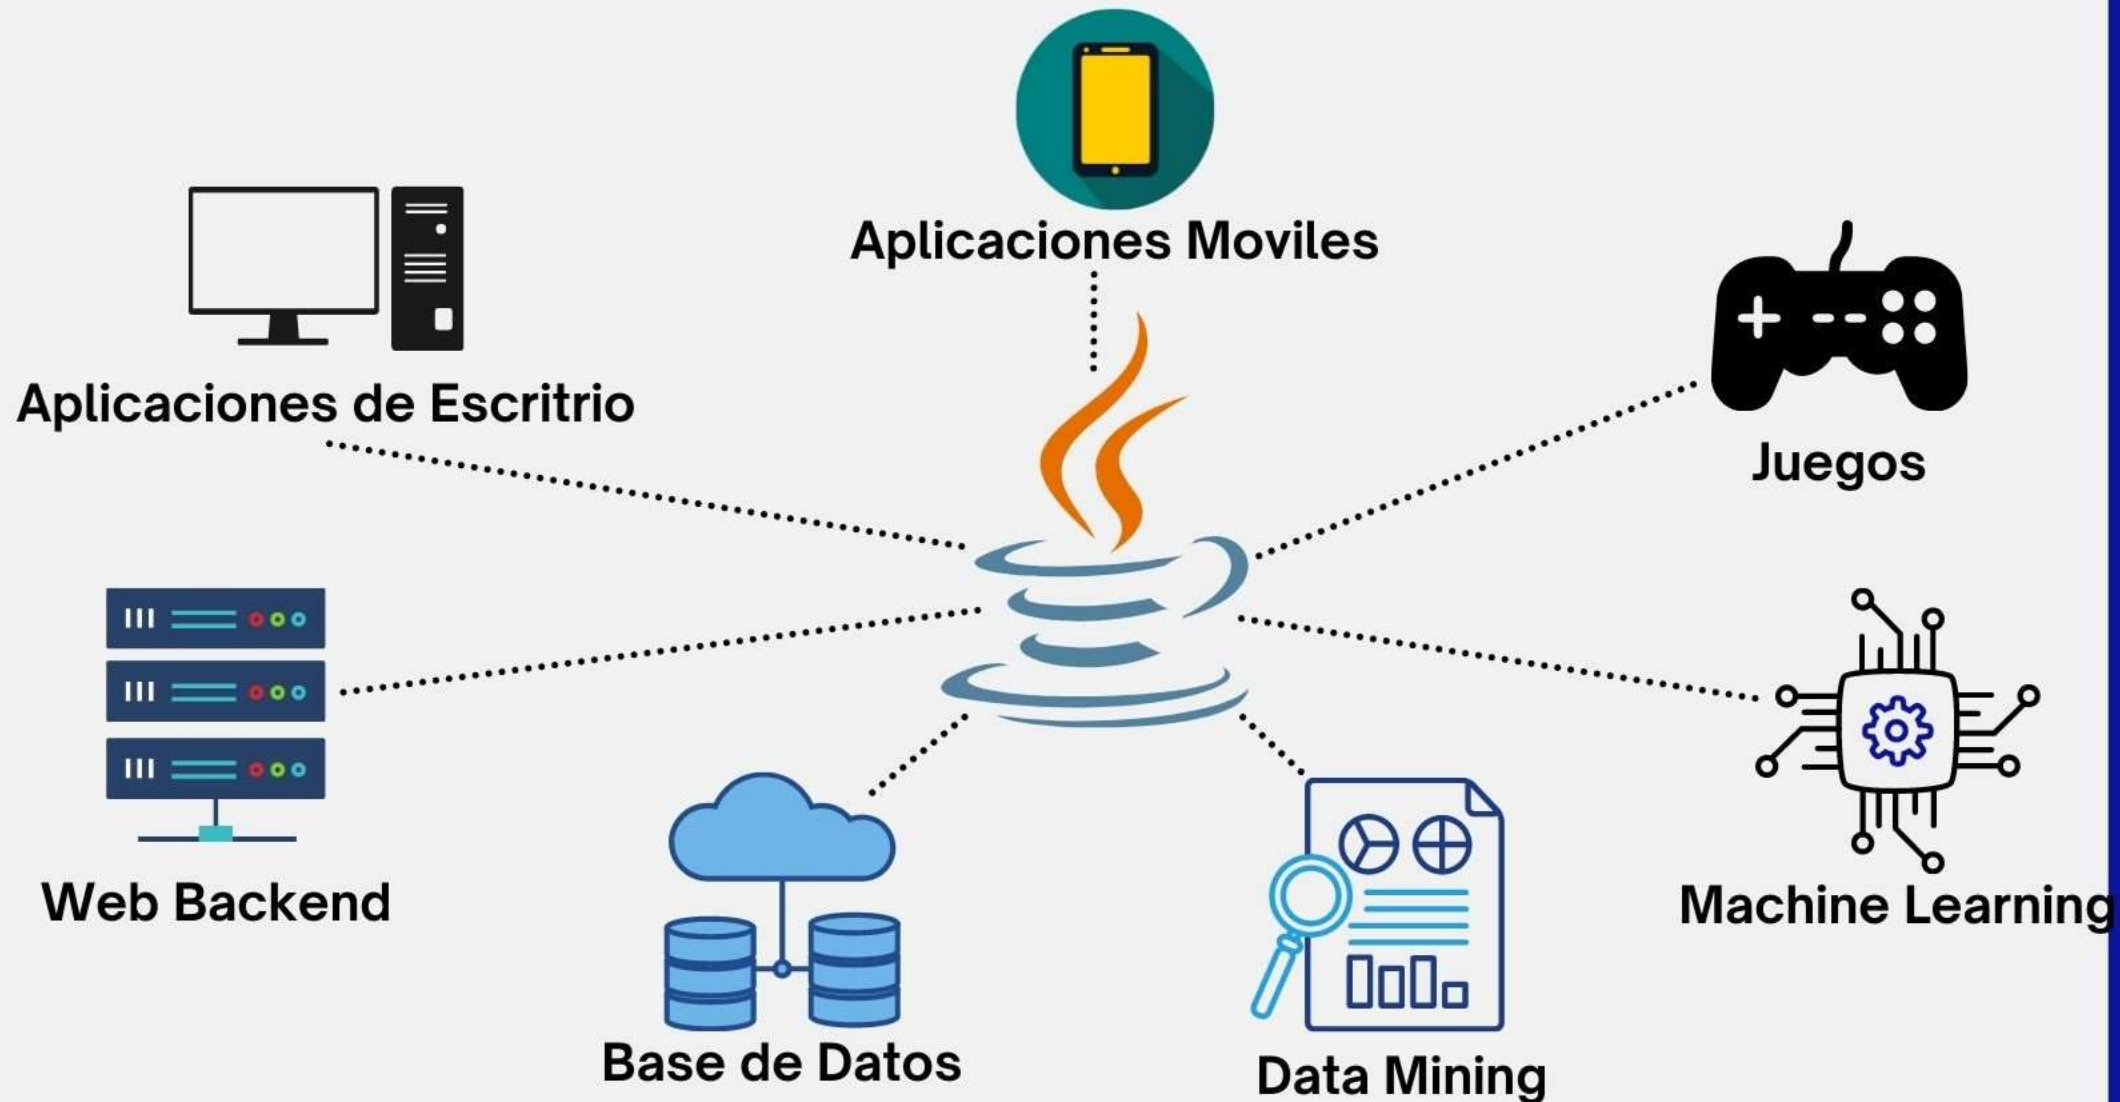 Aplicaciones Moviles
Aplicaciones de Escritrio
Juegos
Web Backend
Machine Learning
Base de Datos
Data Mining